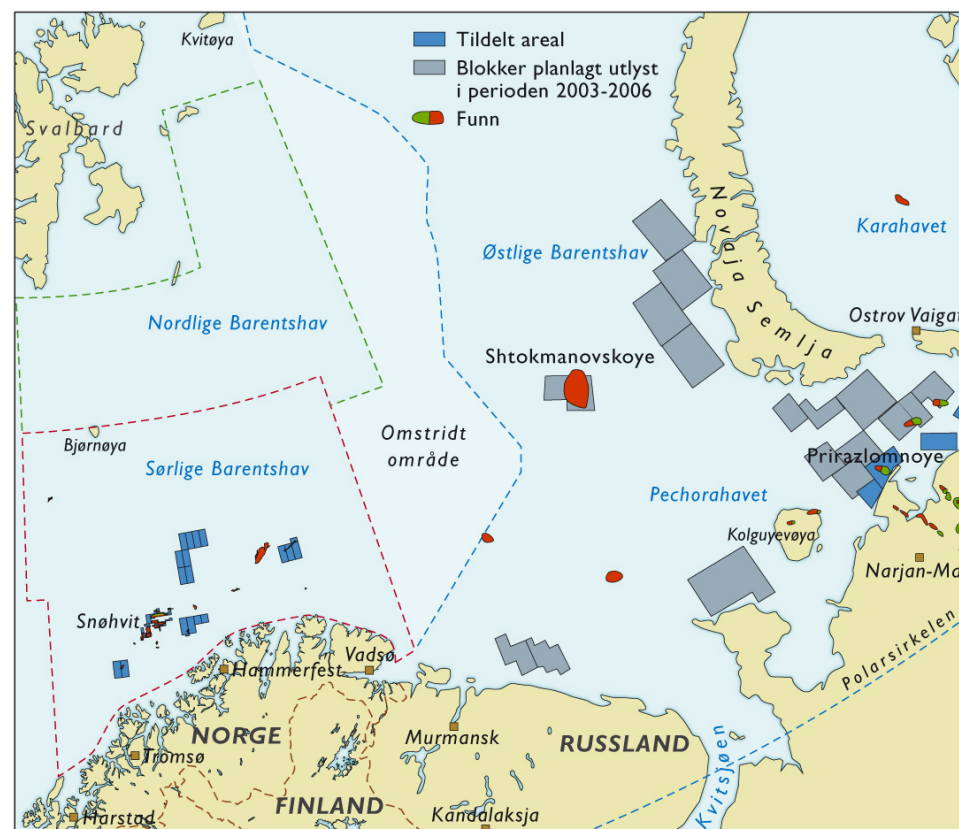 Kvitøya
Tildelt areal
Blokker planlagt utlyst
i perioden 2003-2006
Funn
Svalbard
Novaja Semlja
Karahavet
Østlige Barentshav
Nordlige Barentshav
Ostrov Vaigat
Shtokmanovskoye
Omstridt
område
Bjørnøya
Sørlige Barentshav
Prirazlomnoye
Pechorahavet
Kolguyevøya
Narjan-Ma
Snøhvit
Polarsirkelen
Vadsø
Hammerfest
NORGE
Murmansk
RUSSLAND
Tromsø
Kvitsjøen
FINLAND
Kandalaksja
Harstad